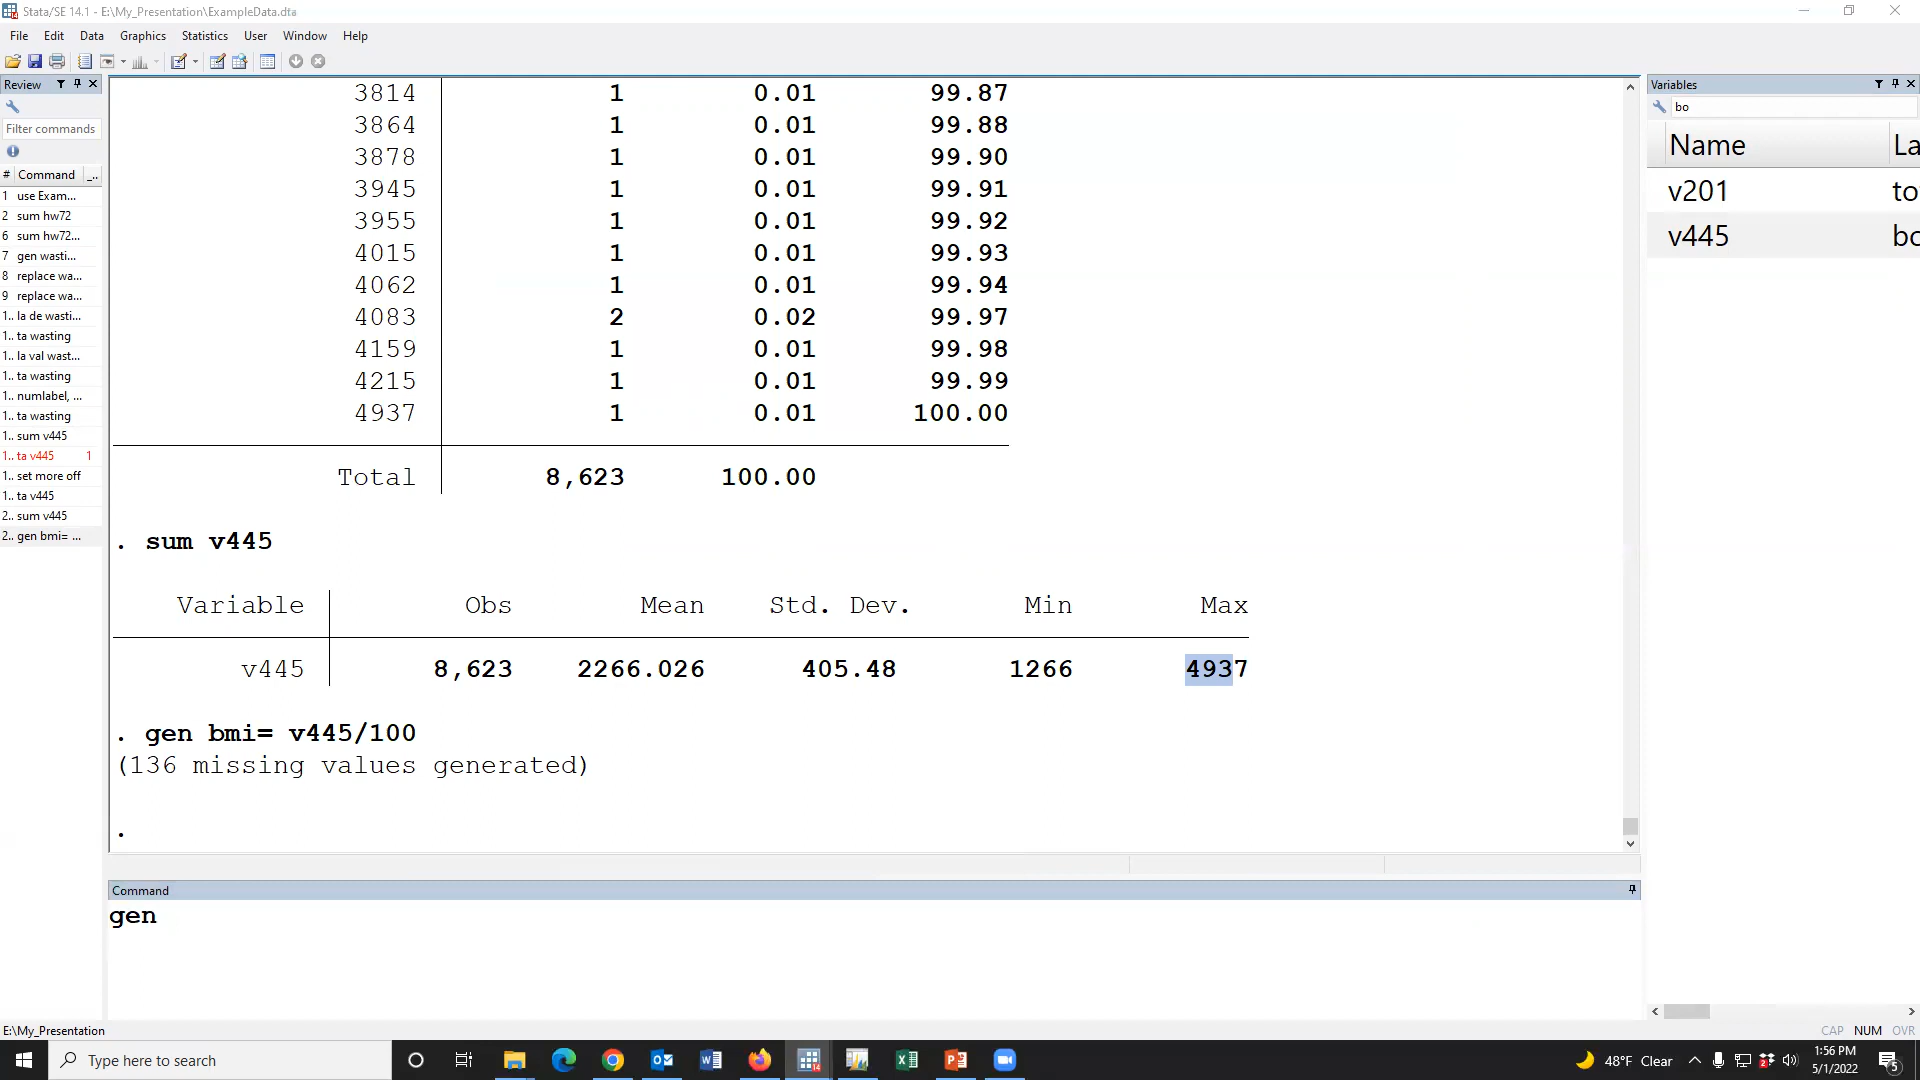 Stata/SE 14.1 - E:\My_Presentation\ExampleData.dta
File Edit Data Graphics Statistics User Window Help
Review
Filter commands
# Command _..
1 use Exam...
2 sum hw72
6 sum hw72...
7 gen wasti...
8 replace wa...
9 replace wa...
1.. la de wasti...
1.. ta wasting
1.. la val wast...
1.. ta wasting
1.. numlabel, ...
1.. ta wasting
1.. sum v445
1.. ta v445 1
1.. set more off
1.. ta v445
2.. sum v445
2.. gen bmi= ...
3814 1 0.01 99.87
3864 1 0.01 99.88
3878 1 0.01 99.90
3945 1 0.01 99.91
3955 1 0.01 99.92
4015 1 0.01 99.93
4062 1 0.01 99.94
4083 2 0.02 99.97
4159 1 0.01 99.98
4215 1 0.01 99.99
4937 1 0.01 100.00
Total 8,623 100.00
. sum v445
Variable Obs Mean Std. Dev. Min Max
v445 8,623 2266.026 405.48 1266 4937
. gen bmi= v445/100
(136 missing values generated)
.
Command
gen
Variables
bo
Name La
v201 to
v445 bo
E:\My_Presentation
CAP NUM OVR
Type here to search
48°F Clear
1:56 PM
5/1/2022
5